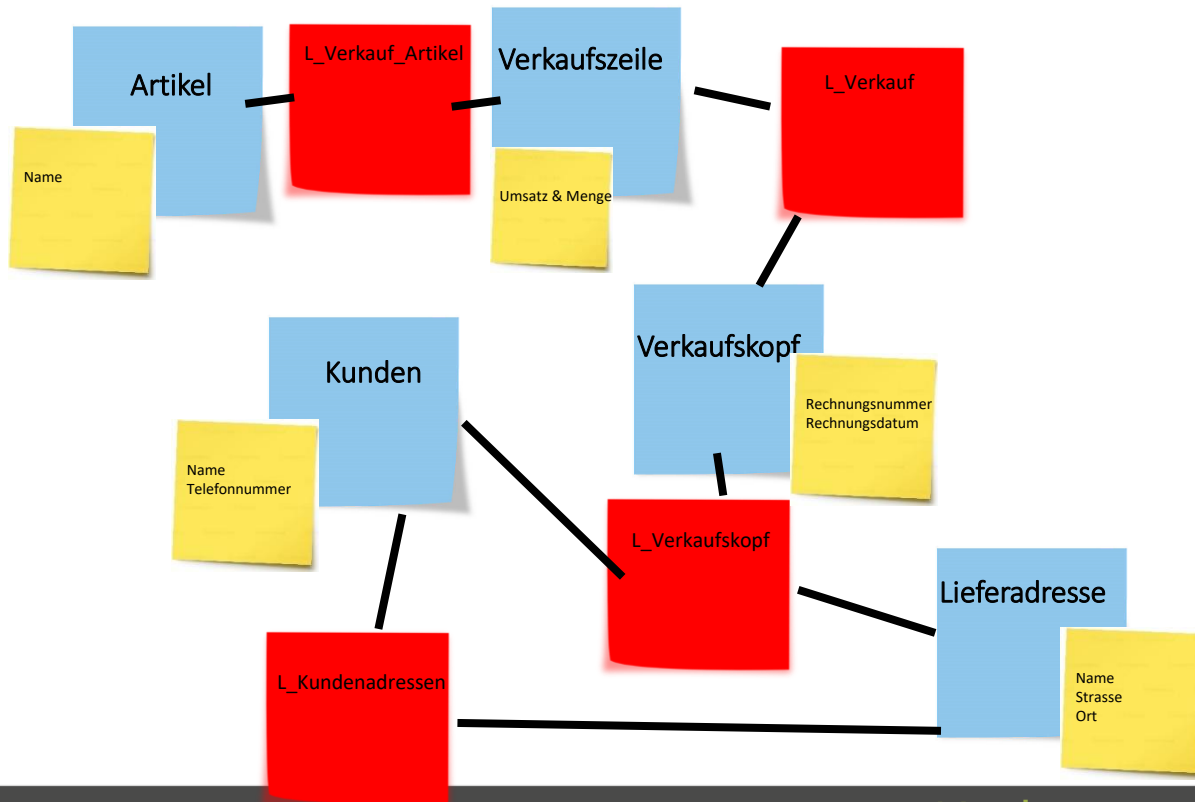 Artikel
Name
L_Verkauf_Artikel
Verkaufszeile
Umsatz & Menge
L_Verkauf
Kunden
Name
Telefonnummer
Verkaufskopf
Rechnungsnummer
Rechnungsdatum
L_Verkaufskopf
Lieferadresse
Name
Strasse
Ort
L_Kundenadressen